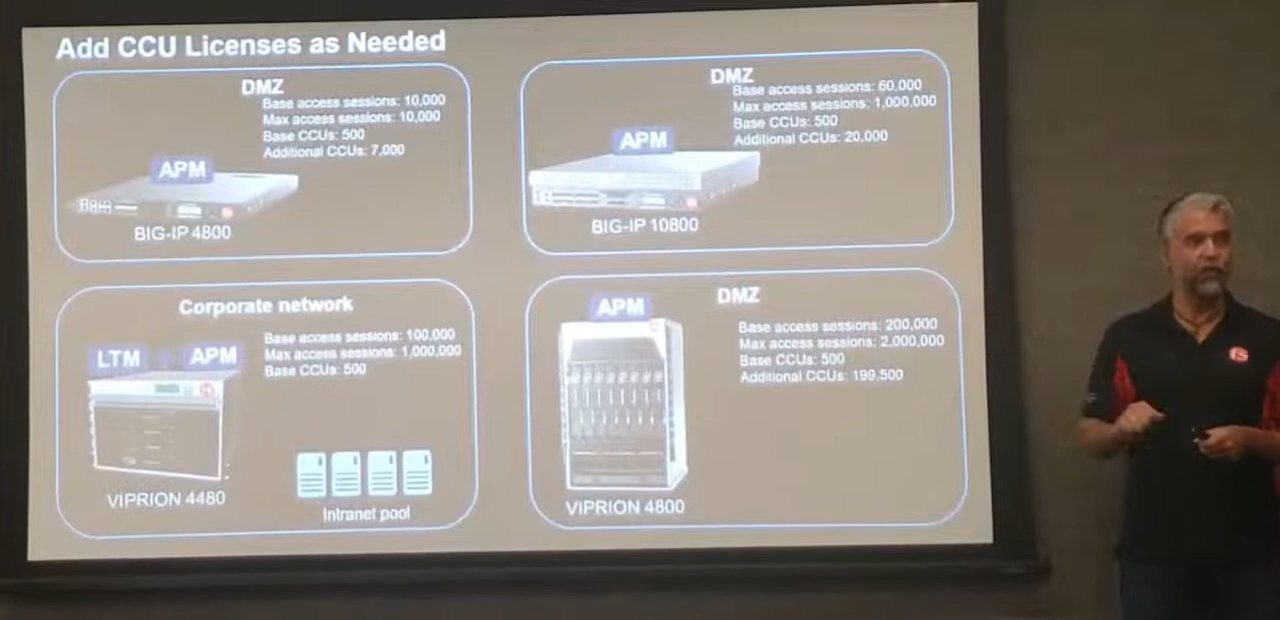 Add CCU Licenses as Needed
DMZ
Base access sessions: 10,000
Max access sessions: 10,000
Base CCUs: 500
Additional CCUs: 7,000
APM
BIG-IP 4800
DMZ
Base access sessions: 60,000
Max access sessions: 1,000,000
Base CCUs: 500
Additional CCUs: 20,000
APM
BIG-IP 10800
Corporate network
Base access sessions: 100,000
Max access sessions: 1,000,000
Base CCUs: 500
LTM APM
VIPRION 4480
Intranet pool
APM
DMZ
Base access sessions: 200,000
Max access sessions: 2,000,000
Base CCUs: 500
Additional CCUs: 199,500
VIPRION 4800
f5